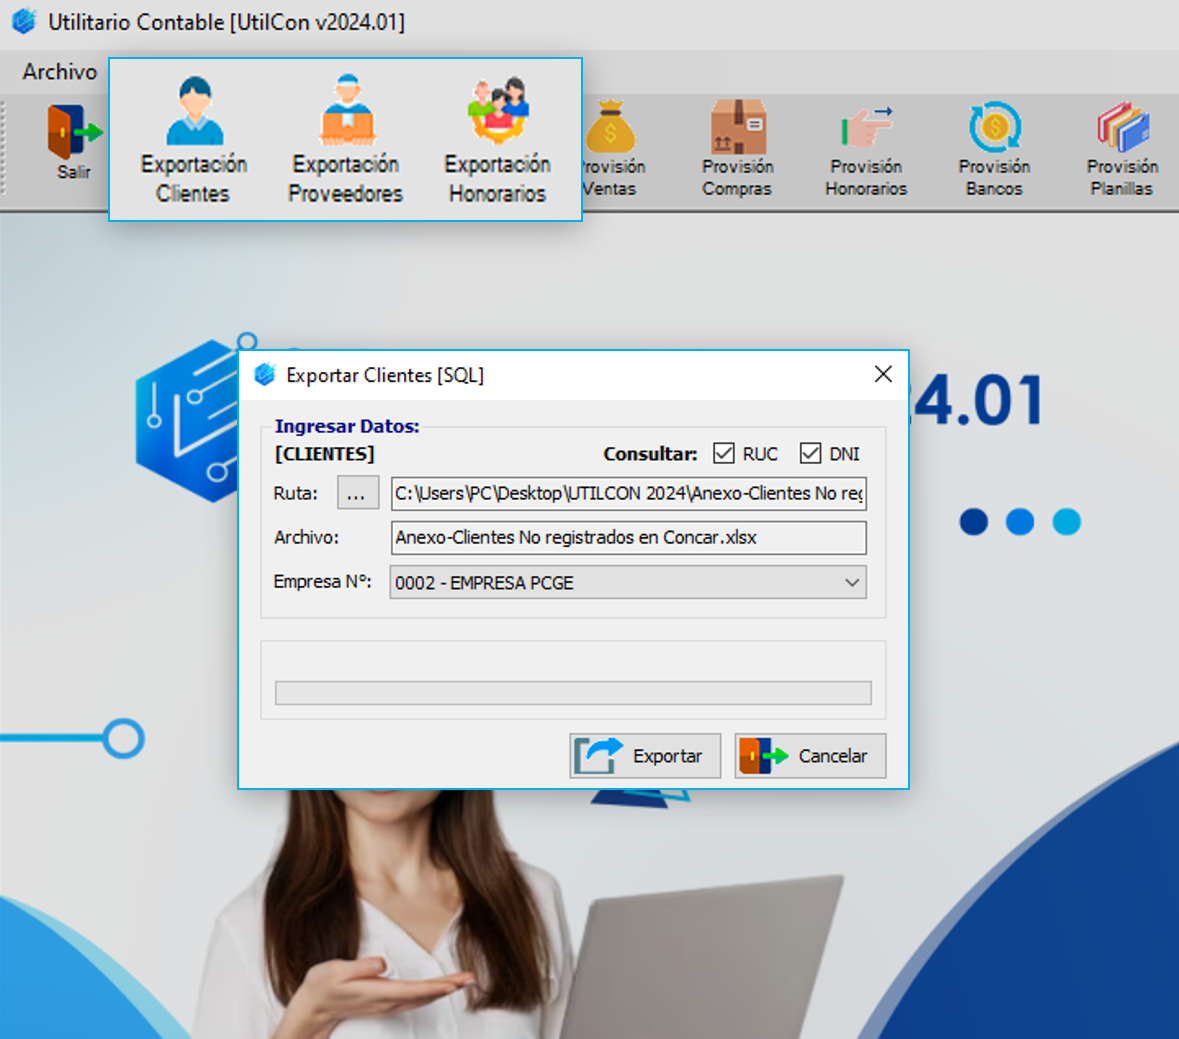 Utilitario Contable [UtilCon v2024.01]
Archivo
Salir
Exportación
Clientes
Exportación
Proveedores
Exportación
Honorarios
Provisión
Ventas
Provisión
Compras
Provisión
Honorarios
Provisión
Bancos
Provisión
Planillas
24.01
Exportar Clientes [SQL]
Ingresar Datos:
[CLIENTES] Consultar: RUC DNI
Ruta: ... C:\Users\PC\Desktop\UTILCON 2024\Anexo-Clientes No reg
Archivo: Anexo-Clientes No registrados en Concar.xlsx
Empresa N°: 0002 - EMPRESA PCGE
Exportar Cancelar